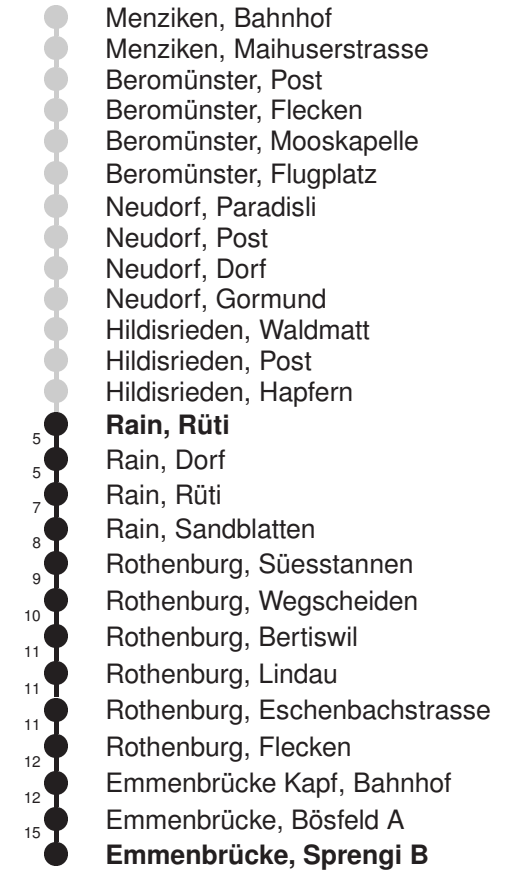 Menziken, Bahnhof
Menziken, Maihuserstrasse
Beromünster, Post
Beromünster, Flecken
Beromünster, Mooskapelle
Beromünster, Flugplatz
Neudorf, Paradisli
Neudorf, Post
Neudorf, Dorf
Neudorf, Gormund
Hildisrieden, Waldmatt
Hildisrieden, Post
Hildisrieden, Hapfern
Rain, Rüti
5 Rain, Dorf
5 Rain, Rüti
7 Rain, Sandblatten
8 Rothenburg, Süesstannen
9 Rothenburg, Wegscheiden
10 Rothenburg, Bertiswil
11 Rothenburg, Lindau
11 Rothenburg, Eschenbachstrasse
11 Rothenburg, Flecken
12 Emmenbrücke Kapf, Bahnhof
12 Emmenbrücke, Bösfeld A
15 Emmenbrücke, Sprengi B